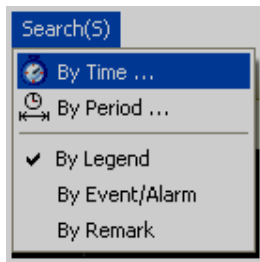 Search(S)
By Time ...
By Period ...
By Legend
By Event/Alarm
By Remark